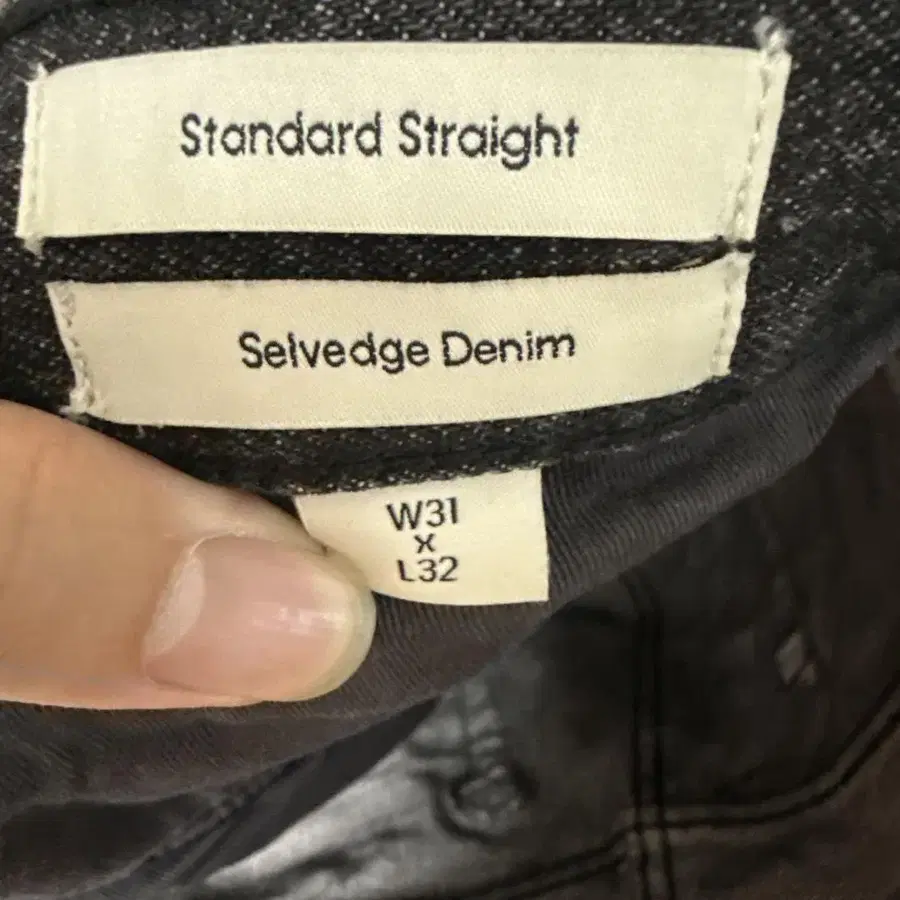 Standard Straight
Selvedge Denim
W31
x
L32